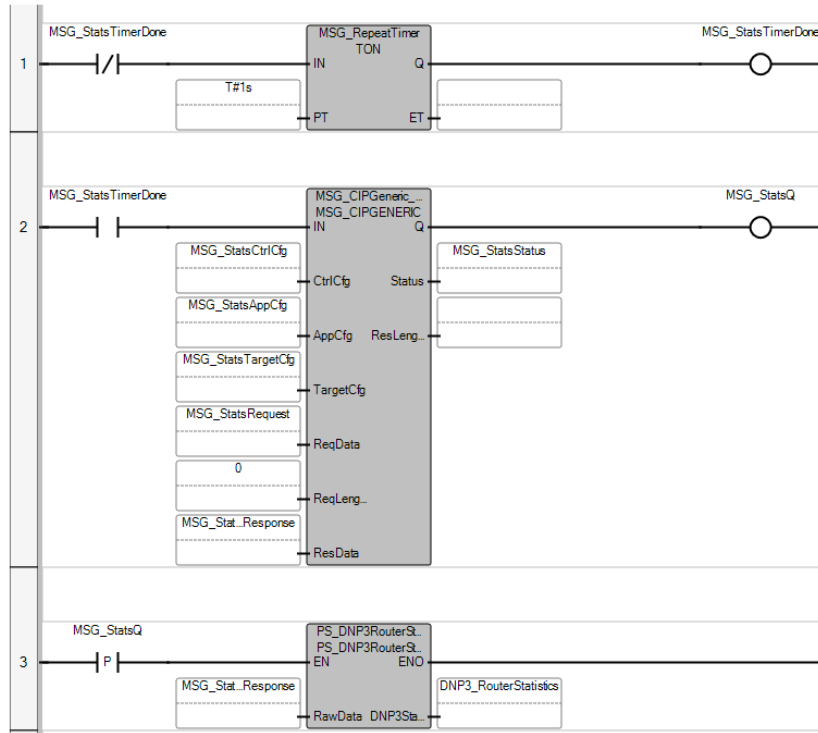 MSG_StatsTimerDone
MSG_RepeatTimer
MSG_StatsTimerDone
TON
1
IN
Q
T#1s
PT
ET
MSG_StatsTimerDone
MSG_CIPGeneric_...
MSG_StatsQ
MSG_CIPGENERIC
2
IN
Q
MSG_StatsCtrlCfg
MSG_StatsStatus
CtrlCfg
Status
MSG_StatsAppCfg
AppCfg
ResLeng...
MSG_StatsTargetCfg
TargetCfg
MSG_StatsRequest
ReqData
0
ReqLeng...
MSG_Stat...Response
ResData
MSG_StatsQ
PS_DNP3RouterSt...
PS_DNP3RouterSt...
3
P
EN
ENO
MSG_Stat...Response
DNP3_RouterStatistics
RawData
DNP3Sta...